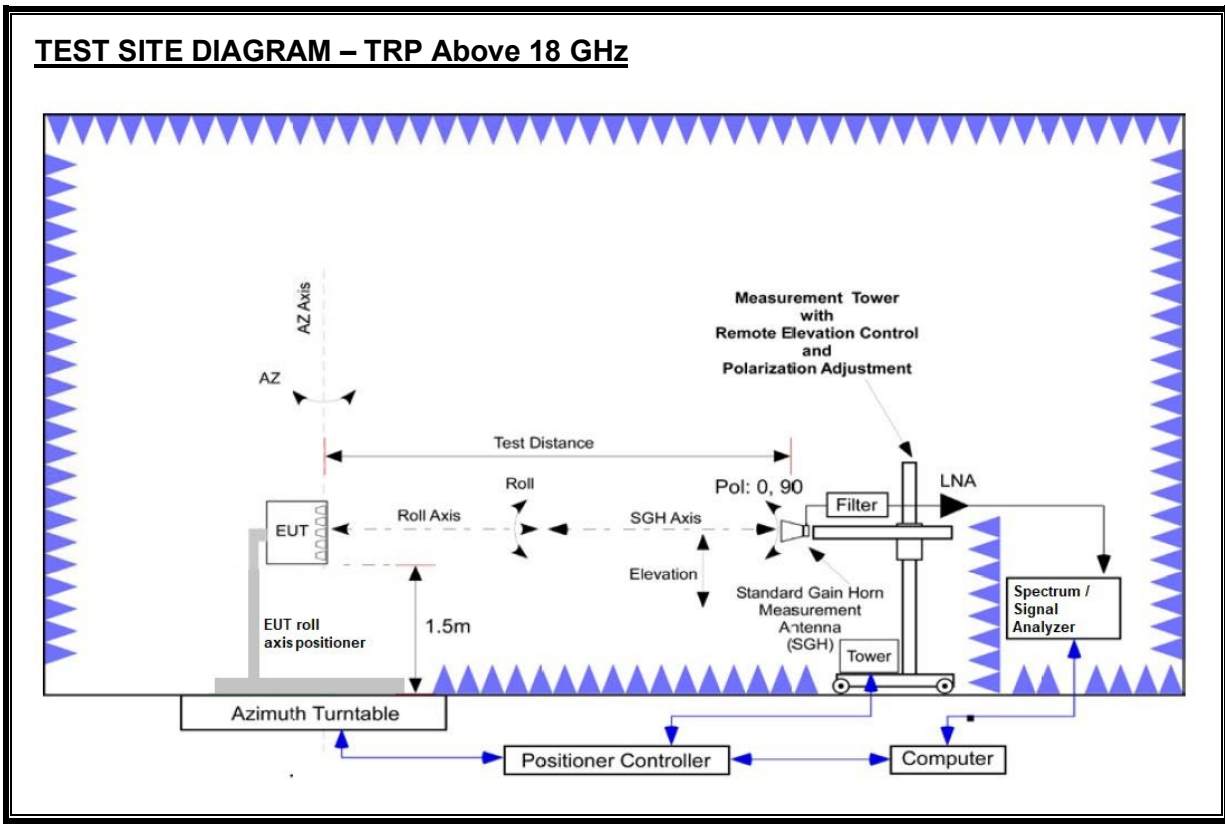 TEST SITE DIAGRAM – TRP Above 18 GHz
AZ Axis
AZ
Measurement Tower
with
Remote Elevation Control
and
Polarization Adjustment
Test Distance
Roll
Pol: 0, 90
LNA
Filter
EUT
Roll Axis
SGH Axis
Elevation
Standard Gain Horn
Measurement
Antenna
(SGH)
Spectrum /
Signal
Analyzer
EUT roll
axis positioner
1.5m
Tower
Azimuth Turntable
Positioner Controller
Computer